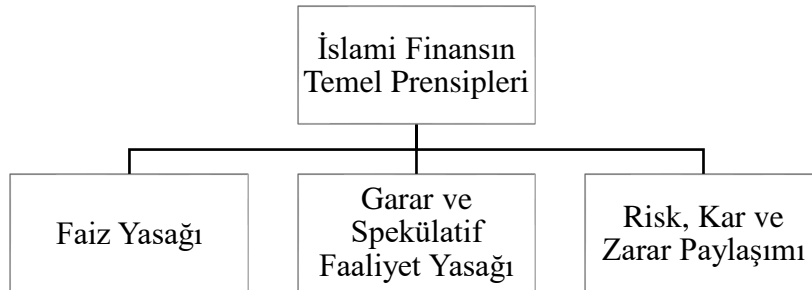 İslami Finansın
Temel Prensipleri
Faiz Yasağı
Garar ve
Spekülatif
Faaliyet Yasağı
Risk, Kar ve
Zarar Paylaşımı